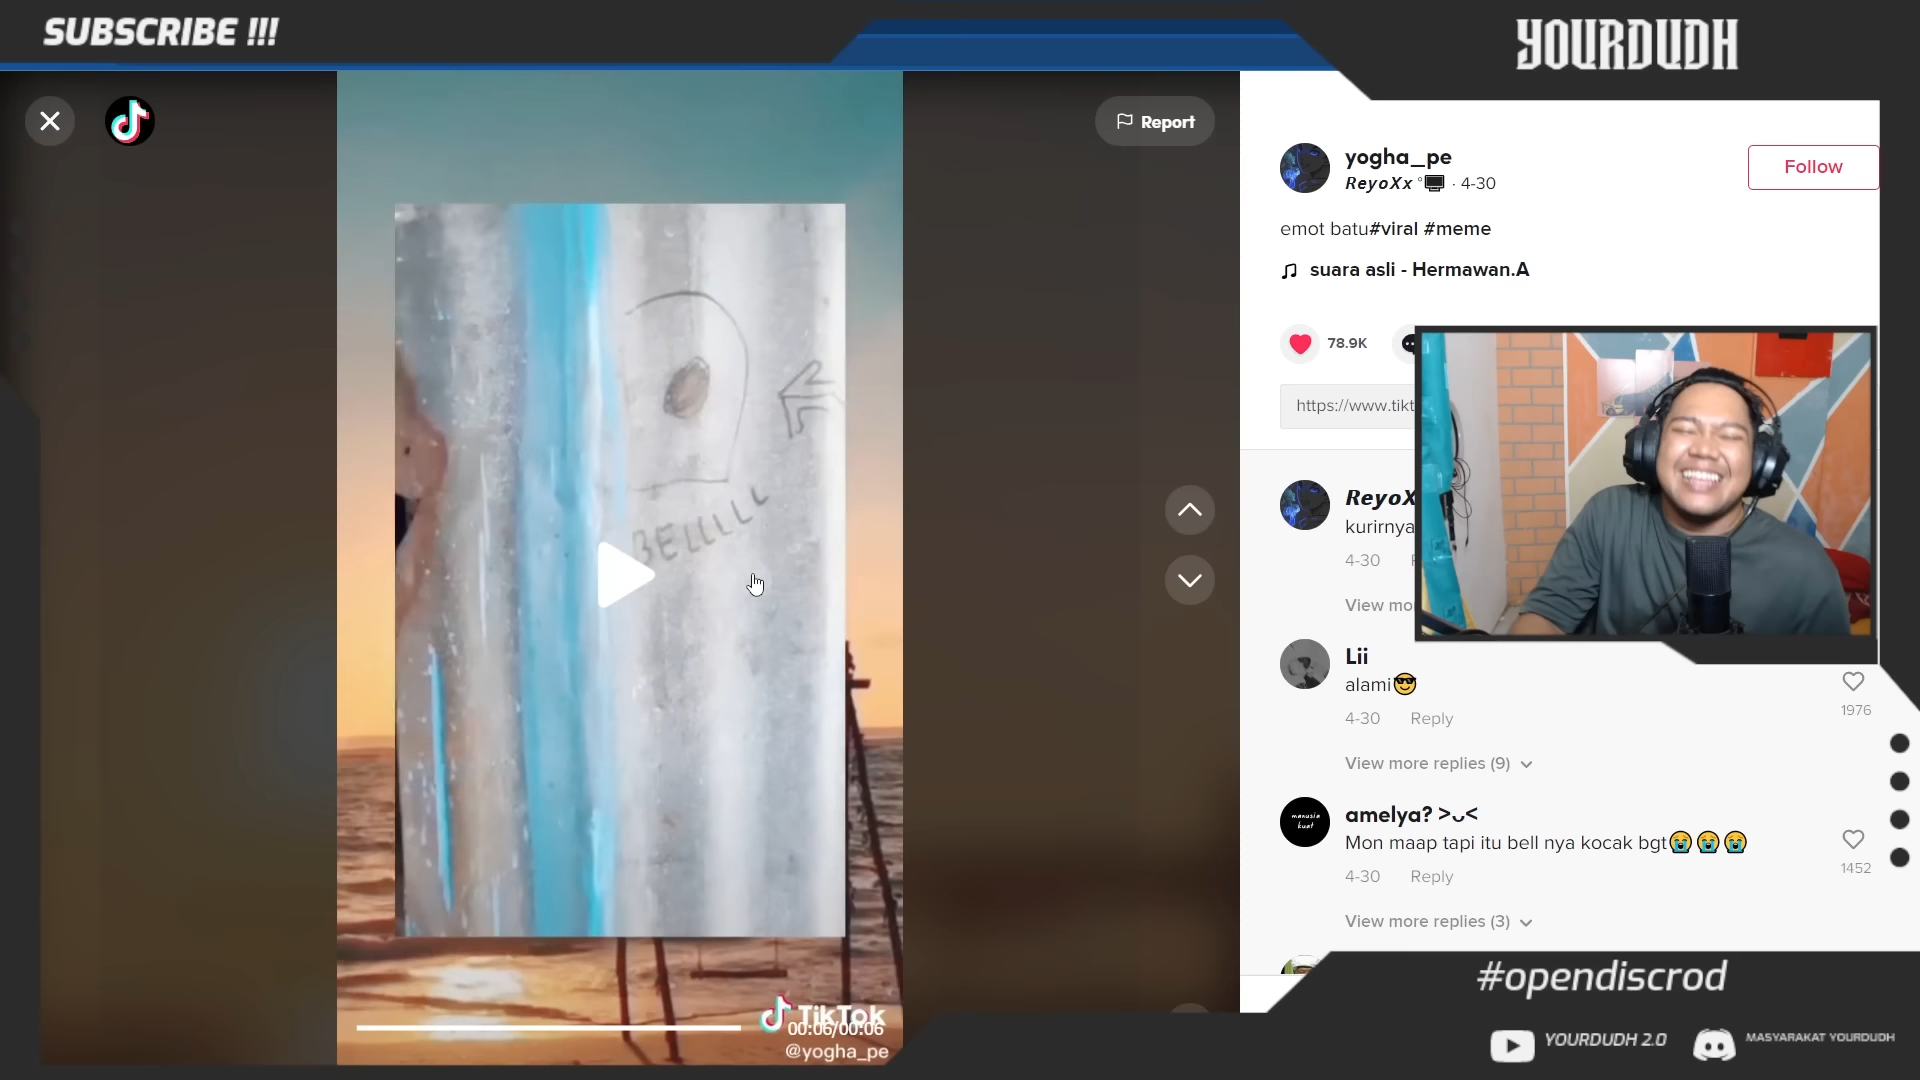 SUBSCRIBE !!!
YOURDUDH
Report
yogha_pe
ReyoXx ° · 4-30
Follow
emot batu#viral #meme
suara asli - Hermawan.A
78.9K
https://www.tikt
BELLLLL
ReyoX
kurirnya
4-30
View mo
Lii
alami
4-30 Reply
1976
View more replies (9)
amelya? >ᴗ<
manusia
kuat
Mon maap tapi itu bell nya kocak bgt
4-30 Reply
1452
View more replies (3)
TikTok
00:06/00:06
@yogha_pe
#opendiscrod
YOURDUDH 2.0
MASYARAKAT YOURDUDH